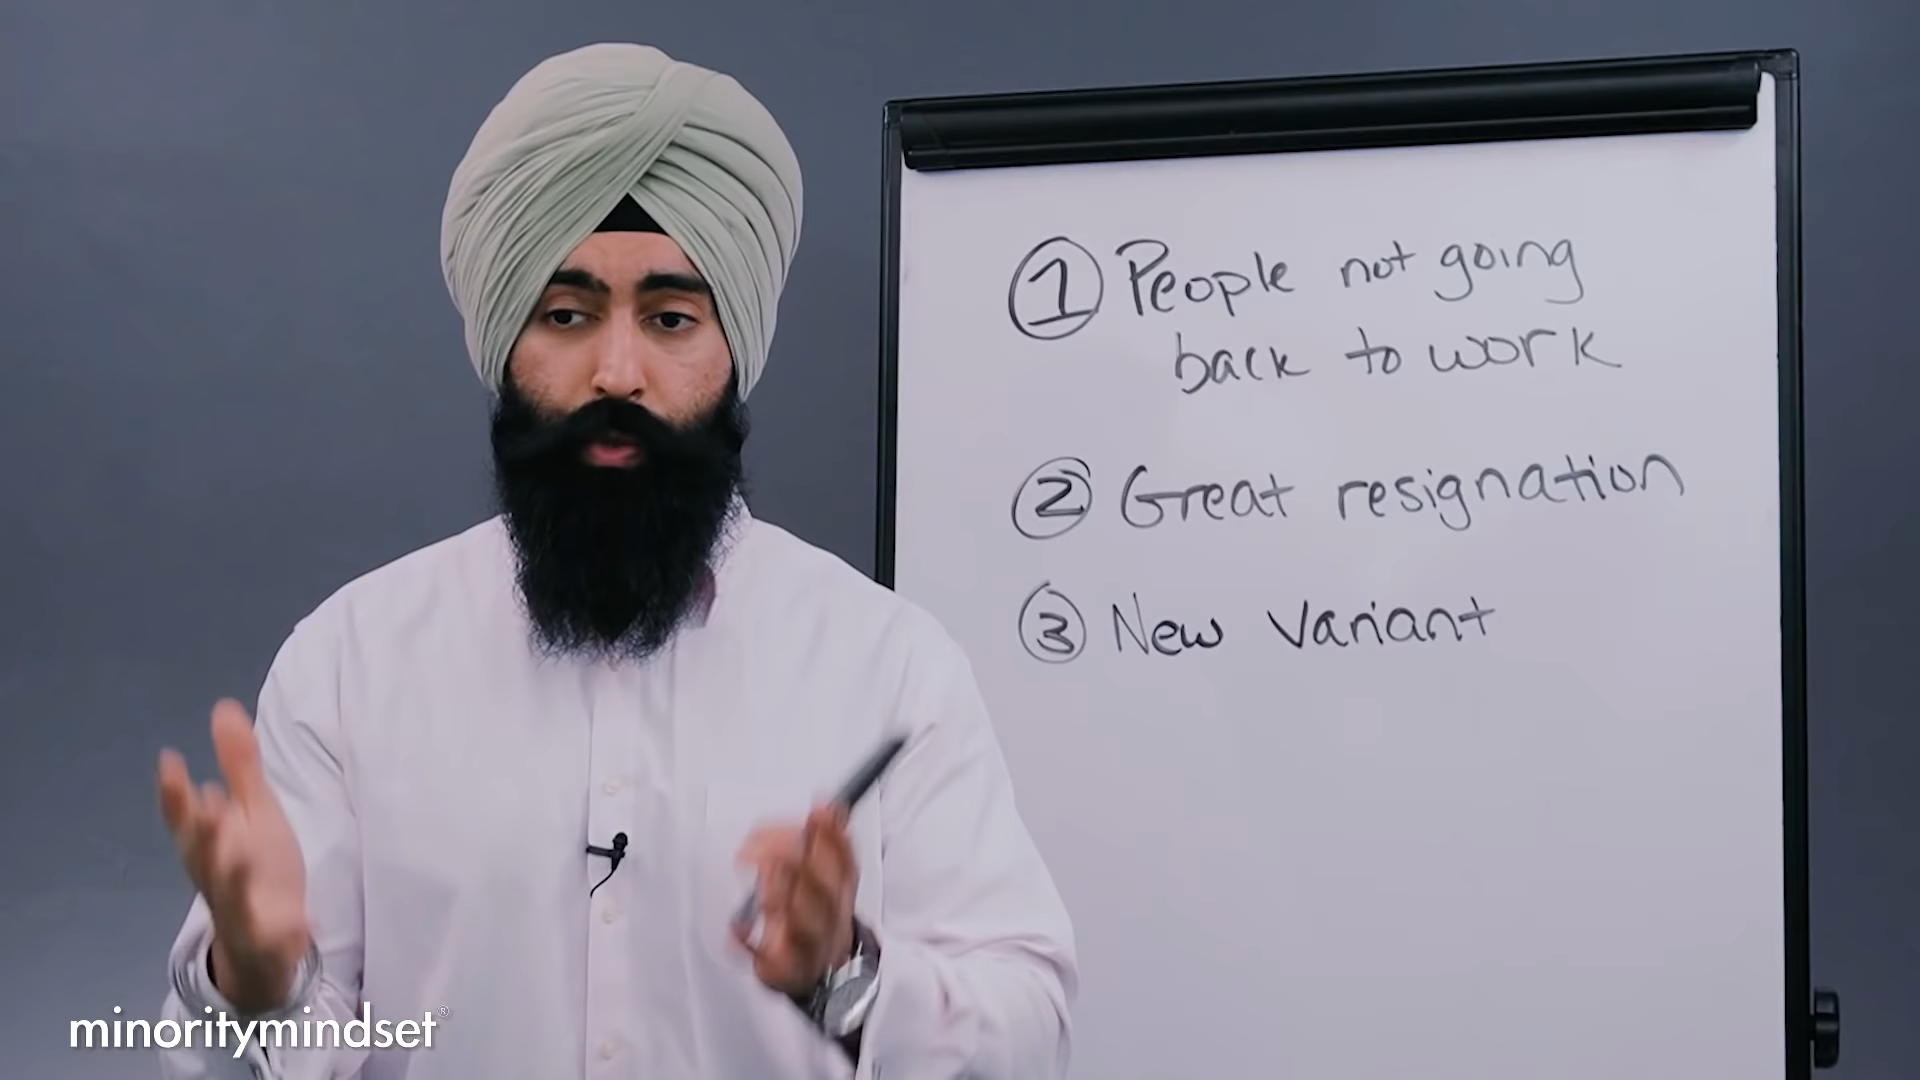 ① People not going
back to work
② Great resignation
③ New Variant
minoritymindset®